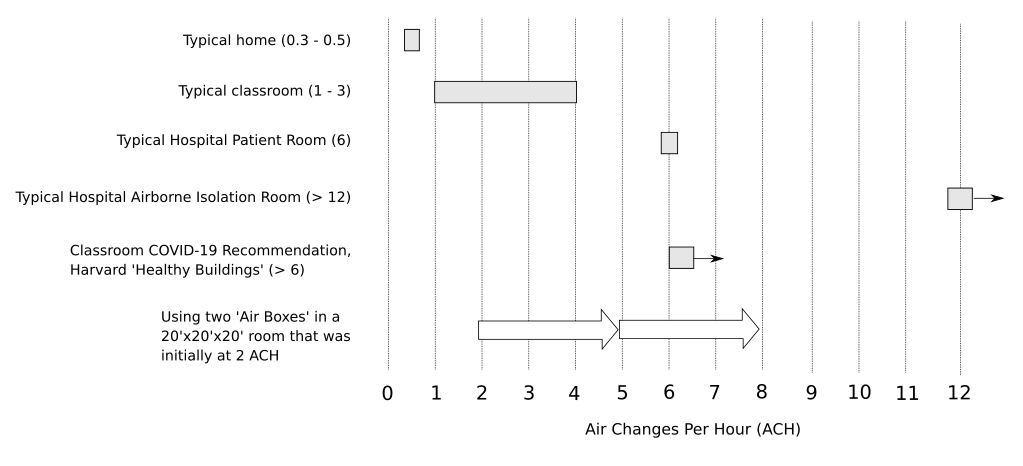 Typical home (0.3 - 0.5)
Typical classroom (1 - 3)
Typical Hospital Patient Room (6)
Typical Hospital Airborne Isolation Room (> 12)
Classroom COVID-19 Recommendation,
Harvard 'Healthy Buildings' (> 6)
Using two 'Air Boxes' in a
20'x20'x20' room that was
initially at 2 ACH
0 1 2 3 4 5 6 7 8 9 10 11 12
Air Changes Per Hour (ACH)